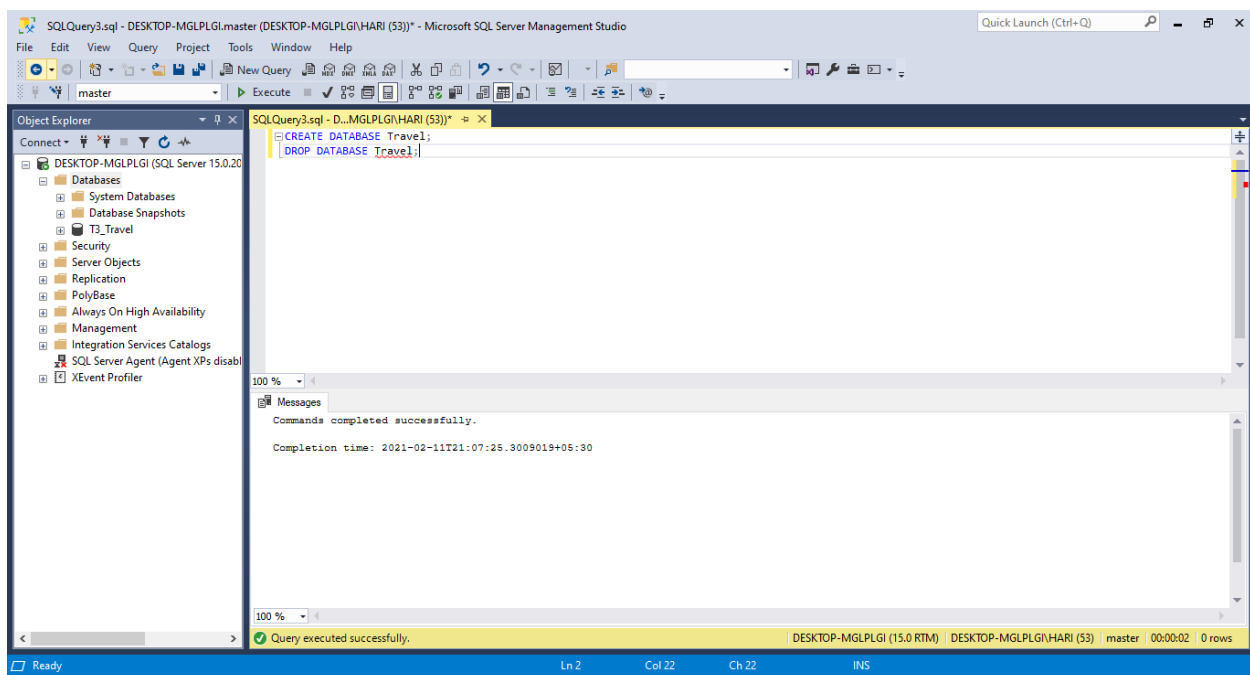 SQLQuery3.sql - DESKTOP-MGLPLGI.master (DESKTOP-MGLPLGI\HARI (53))* - Microsoft SQL Server Management Studio
Quick Launch (Ctrl+Q)
File Edit View Query Project Tools Window Help
New Query MDX DMX XMLA DAX
master Execute
Object Explorer
SQLQuery3.sql - D...MGLPLGI\HARI (53))*
Connect
DESKTOP-MGLPLGI (SQL Server 15.0.20
Databases
System Databases
Database Snapshots
T3_Travel
Security
Server Objects
Replication
PolyBase
Always On High Availability
Management
Integration Services Catalogs
SQL Server Agent (Agent XPs disabl
XEvent Profiler
CREATE DATABASE Travel;
DROP DATABASE Travel;
100 %
Messages
Commands completed successfully.
Completion time: 2021-02-11T21:07:25.3009019+05:30
100 %
Query executed successfully.
DESKTOP-MGLPLGI (15.0 RTM) DESKTOP-MGLPLGI\HARI (53) master 00:00:02 0 rows
Ready Ln 2 Col 22 Ch 22 INS